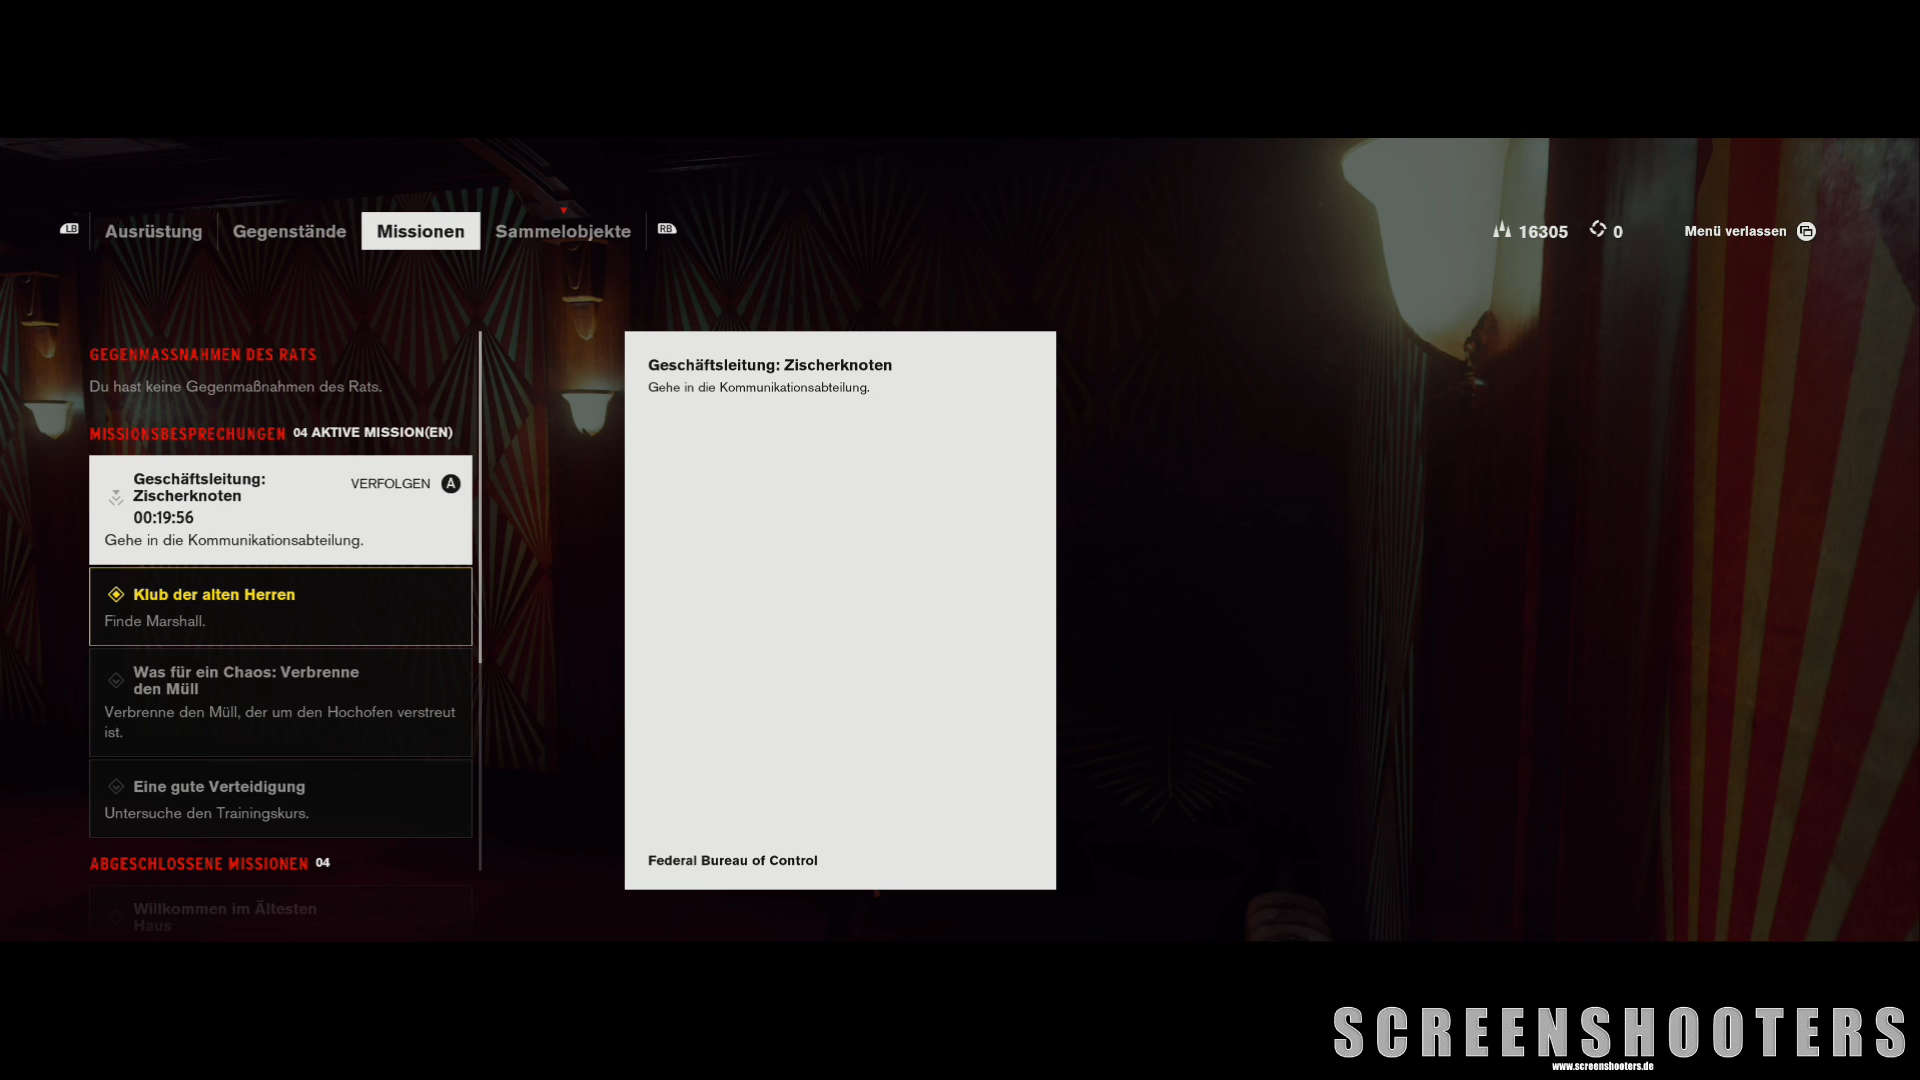 LB
Ausrüstung
Gegenstände
Missionen
Sammelobjekte
RB
16305
0
Menü verlassen
GEGENMASSNAHMEN DES RATS
Du hast keine Gegenmaßnahmen des Rats.
MISSIONSBESPRECHUNGEN 04 AKTIVE MISSION(EN)
Geschäftsleitung:
Zischerknoten
VERFOLGEN A
00:19:56
Gehe in die Kommunikationsabteilung.
Klub der alten Herren
Finde Marshall.
Was für ein Chaos: Verbrenne
den Müll
Verbrenne den Müll, der um den Hochofen verstreut
ist.
Eine gute Verteidigung
Untersuche den Trainingskurs.
ABGESCHLOSSENE MISSIONEN 04
Willkommen im Ältesten
Haus
Geschäftsleitung: Zischerknoten
Gehe in die Kommunikationsabteilung.
Federal Bureau of Control
SCREENSHOOTERS
www.screenshooters.de